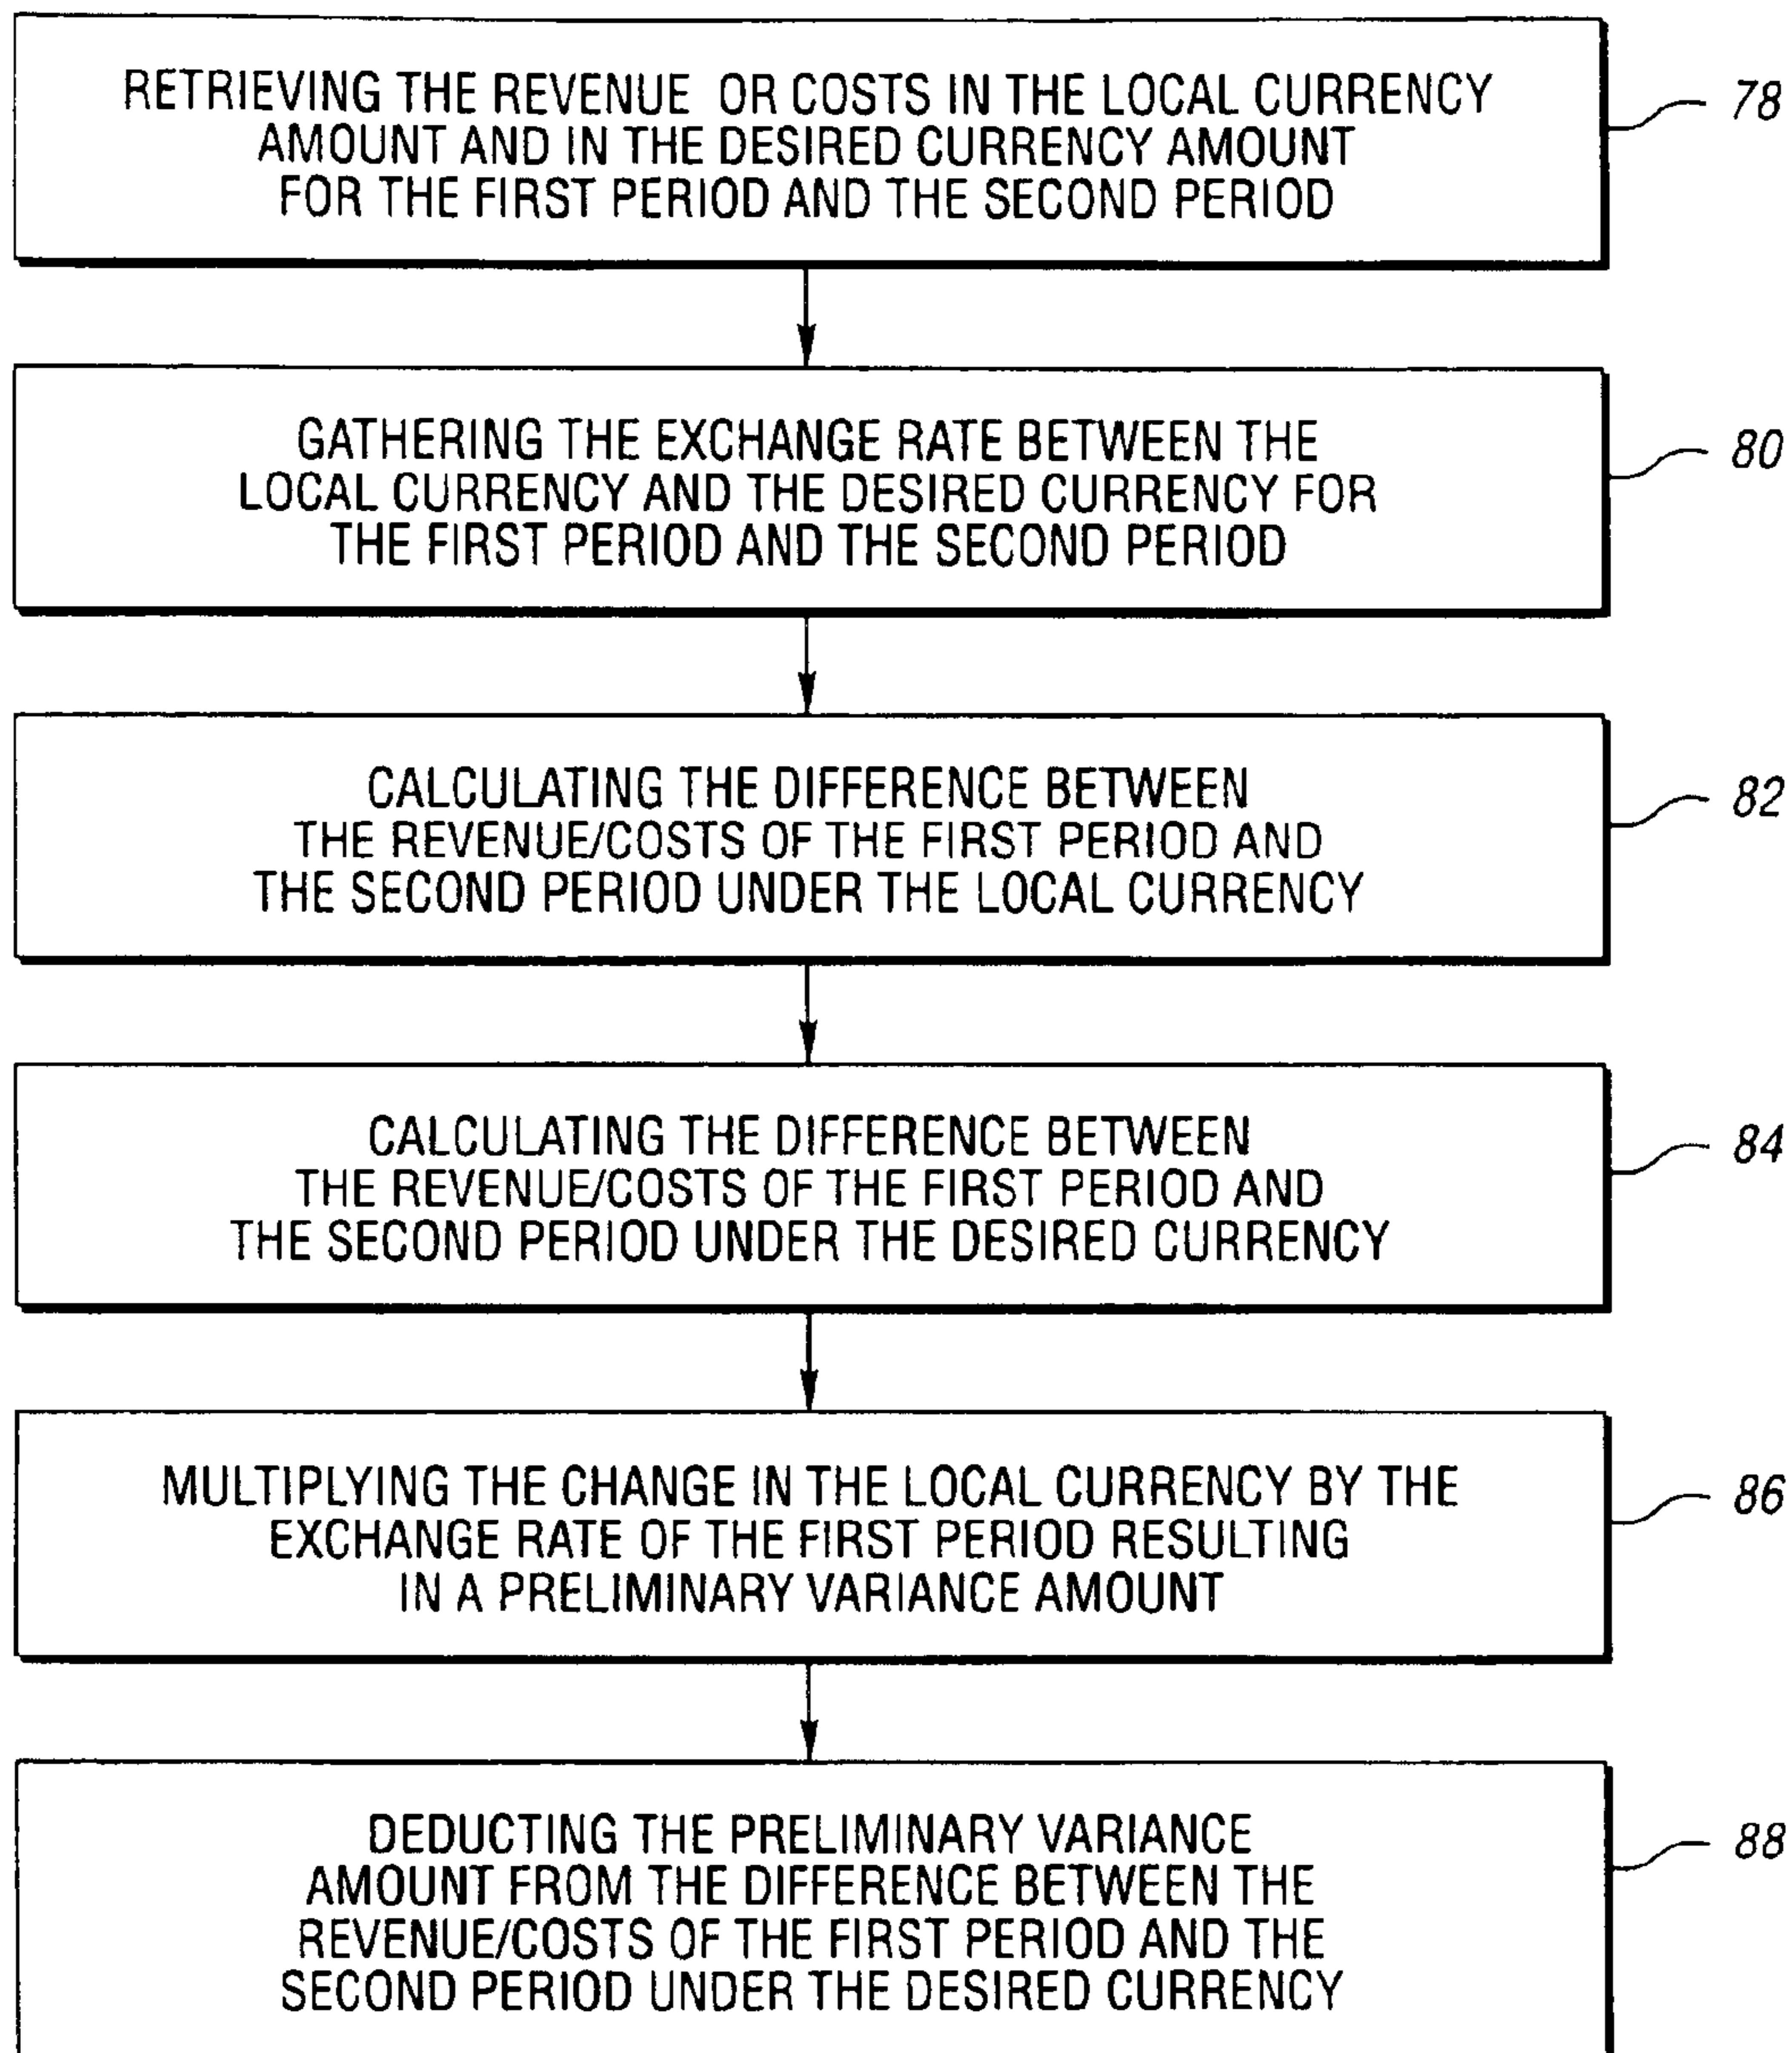 RETRIEVING THE REVENUE OR COSTS IN THE LOCAL CURRENCY
AMOUNT AND IN THE DESIRED CURRENCY AMOUNT
FOR THE FIRST PERIOD AND THE SECOND PERIOD
78
GATHERING THE EXCHANGE RATE BETWEEN THE
LOCAL CURRENCY AND THE DESIRED CURRENCY FOR
THE FIRST PERIOD AND THE SECOND PERIOD
80
CALCULATING THE DIFFERENCE BETWEEN
THE REVENUE/COSTS OF THE FIRST PERIOD AND
THE SECOND PERIOD UNDER THE LOCAL CURRENCY
82
CALCULATING THE DIFFERENCE BETWEEN
THE REVENUE/COSTS OF THE FIRST PERIOD AND
THE SECOND PERIOD UNDER THE DESIRED CURRENCY
84
MULTIPLYING THE CHANGE IN THE LOCAL CURRENCY BY THE
EXCHANGE RATE OF THE FIRST PERIOD RESULTING
IN A PRELIMINARY VARIANCE AMOUNT
86
DEDUCTING THE PRELIMINARY VARIANCE
AMOUNT FROM THE DIFFERENCE BETWEEN THE
REVENUE/COSTS OF THE FIRST PERIOD AND THE
SECOND PERIOD UNDER THE DESIRED CURRENCY
88